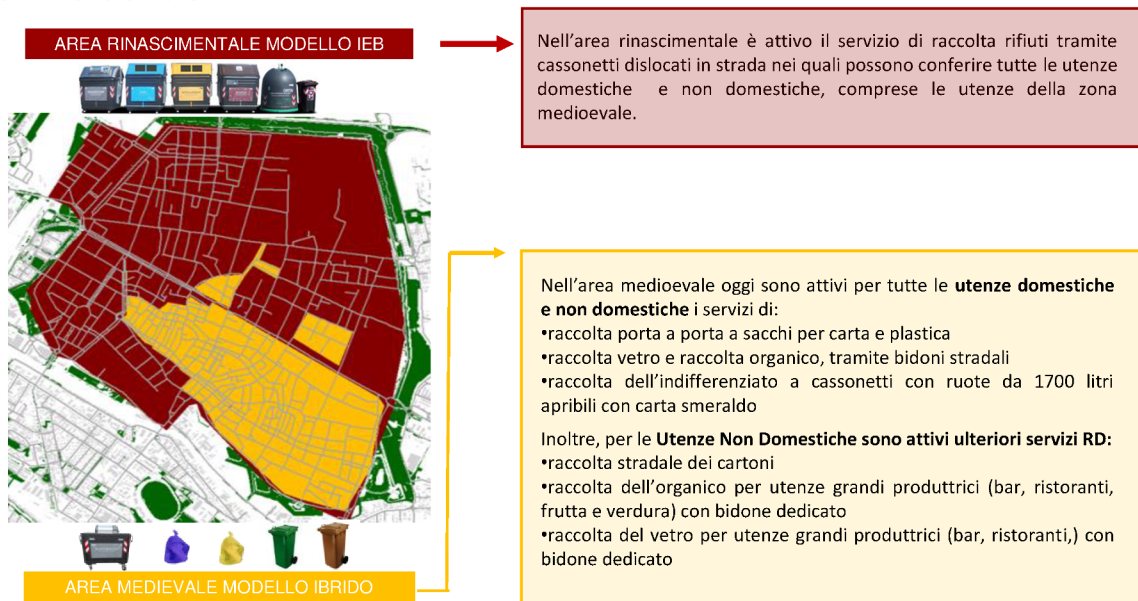 AREA RINASCIMENTALE MODELLO IEB
Nell’area rinascimentale è attivo il servizio di raccolta rifiuti tramite
cassonetti dislocati in strada nei quali possono conferire tutte le utenze
domestiche e non domestiche, comprese le utenze della zona
medioevale.
Nell’area medioevale oggi sono attivi per tutte le utenze domestiche
e non domestiche i servizi di:
•raccolta porta a porta a sacchi per carta e plastica
•raccolta vetro e raccolta organico, tramite bidoni stradali
•raccolta dell’indifferenziato a cassonetti con ruote da 1700 litri
apribili con carta smeraldo
Inoltre, per le Utenze Non Domestiche sono attivi ulteriori servizi RD:
•raccolta stradale dei cartoni
•raccolta dell’organico per utenze grandi produttrici (bar, ristoranti,
frutta e verdura) con bidone dedicato
•raccolta del vetro per utenze grandi produttrici (bar, ristoranti,) con
bidone dedicato
AREA MEDIEVALE MODELLO IBRIDO